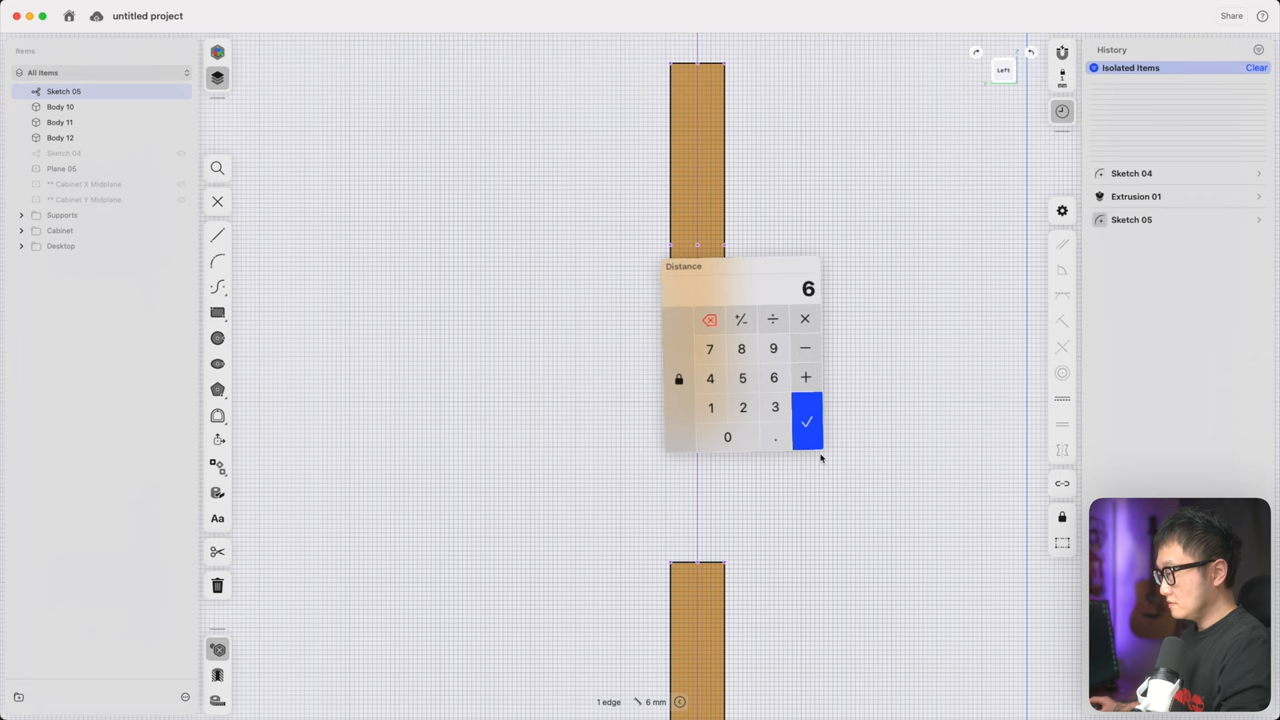 untitled project
Share
Items
All Items
Sketch 05
Body 10
Body 11
Body 12
Sketch 04
Plane 05
** Cabinet X Midplane
** Cabinet Y Midplane
Supports
Cabinet
Desktop
Aa
Distance
6
+/- ÷ ×
7 8 9 −
4 5 6 +
1 2 3
0 .
1 edge 6 mm
Left
1
mm
History
Isolated Items Clear
Sketch 04
Extrusion 01
Sketch 05